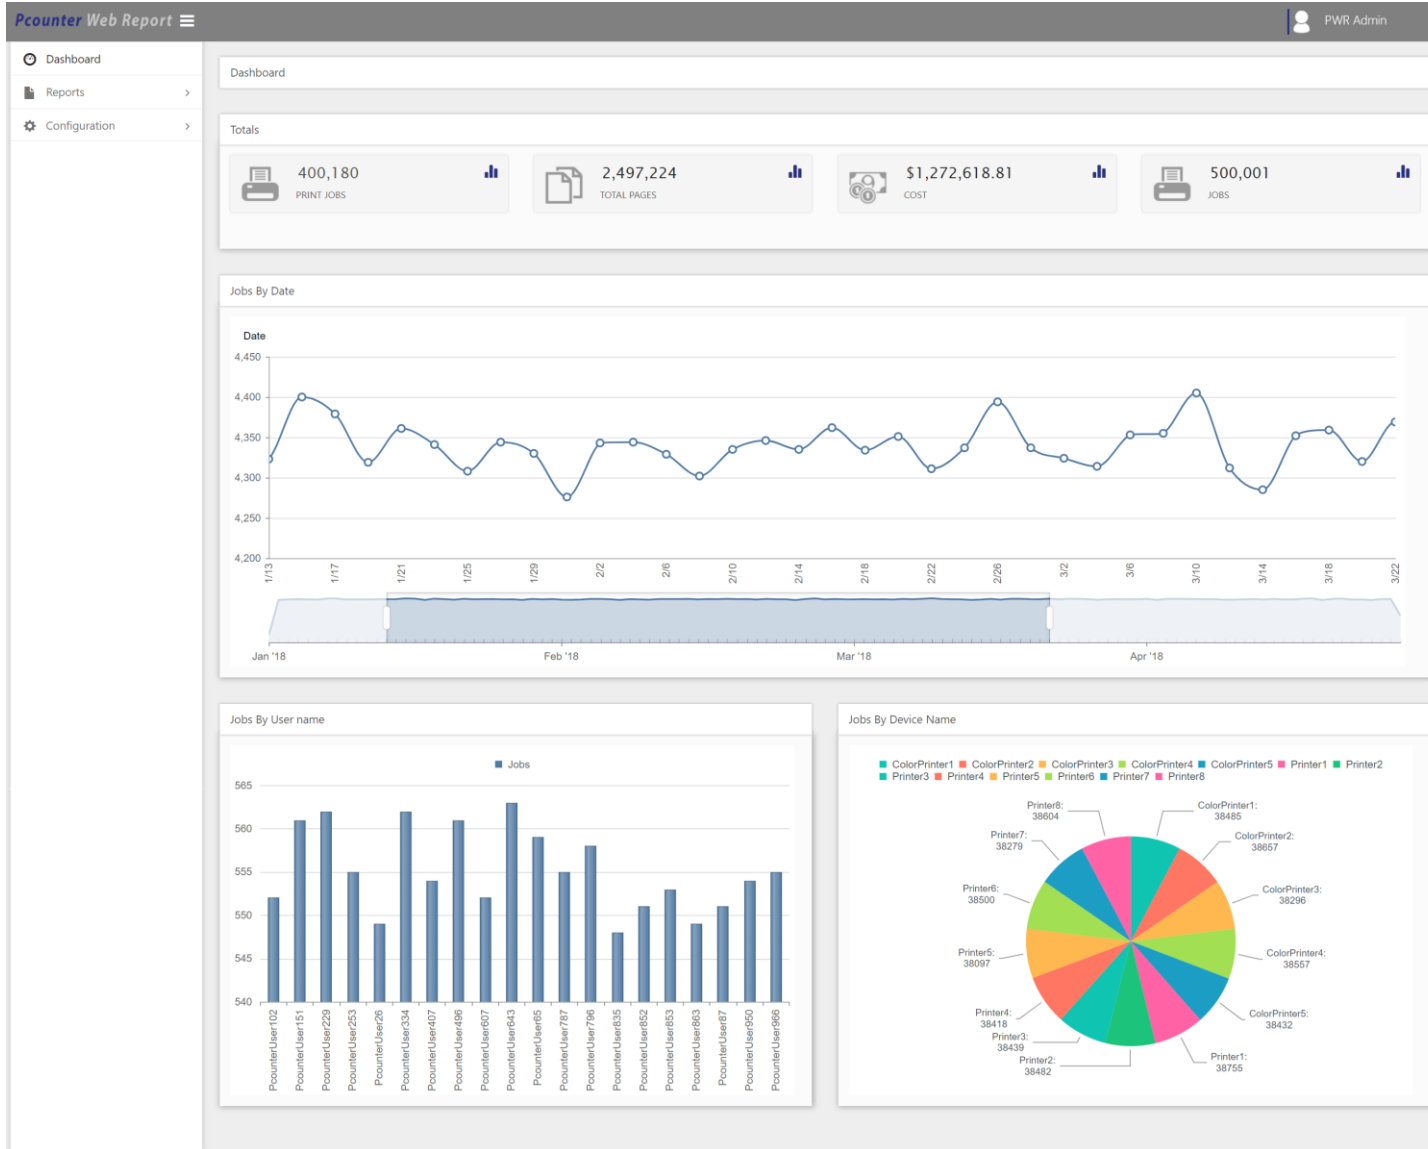 Pcounter Web Report
PWR Admin
Dashboard
Reports
Configuration
Dashboard
Totals
400,180
PRINT JOBS
2,497,224
TOTAL PAGES
$1,272,618.81
COST
500,001
JOBS
Jobs By Date
Date
4,450
4,400
4,350
4,300
4,250
4,200
1/13 1/17 1/21 1/25 1/29 2/2 2/6 2/10 2/14 2/18 2/22 2/26 3/2 3/6 3/10 3/14 3/18 3/22
Jan '18 Feb '18 Mar '18 Apr '18
Jobs By User name
Jobs
565
560
555
550
545
540
PcounterUser102
PcounterUser151
PcounterUser229
PcounterUser253
PcounterUser26
PcounterUser334
PcounterUser407
PcounterUser496
PcounterUser607
PcounterUser643
PcounterUser65
PcounterUser787
PcounterUser796
PcounterUser835
PcounterUser852
PcounterUser853
PcounterUser863
PcounterUser87
PcounterUser950
PcounterUser966
Jobs By Device Name
ColorPrinter1 ColorPrinter2 ColorPrinter3 ColorPrinter4 ColorPrinter5 Printer1 Printer2
Printer3 Printer4 Printer5 Printer6 Printer7 Printer8
ColorPrinter1:
38485
ColorPrinter2:
38657
ColorPrinter3:
38296
ColorPrinter4:
38557
ColorPrinter5:
38432
Printer1:
38755
Printer2:
38482
Printer3:
38439
Printer4:
38418
Printer5:
38097
Printer6:
38500
Printer7:
38279
Printer8:
38604